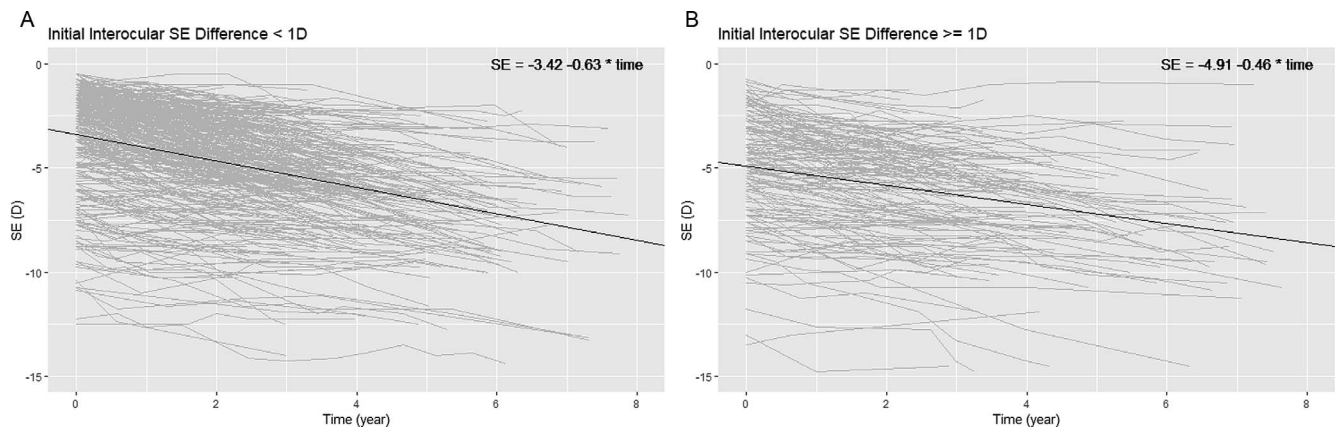 A
Initial Interocular SE Difference < 1D
SE = -3.42 -0.63 * time
0
-5
-10
-15
SE (D)
0
2
4
6
8
Time (year)
B
Initial Interocular SE Difference >= 1D
SE = -4.91 -0.46 * time
0
-5
-10
-15
SE (D)
0
2
4
6
8
Time (year)